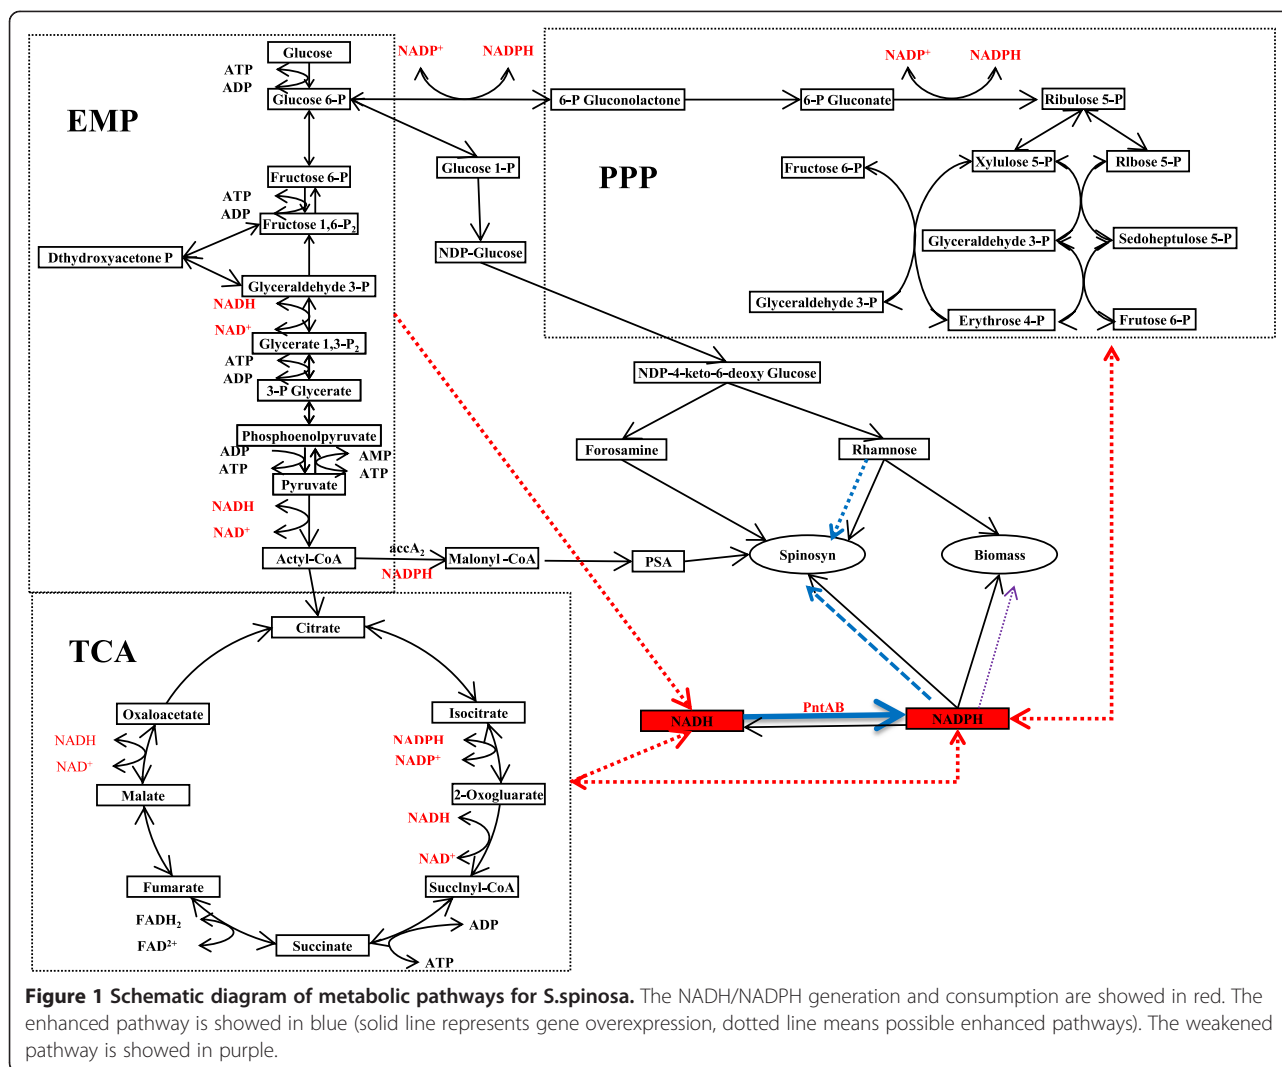 Glucose
ATP
ADP
Glucose 6-P
EMP
NADP⁺
NADPH
6-P Gluconolactone
6-P Gluconate
NADP⁺
NADPH
Ribulose 5-P
PPP
Fructose 6-P
Xylulose 5-P
Rlbose 5-P
Glyceraldehyde 3-P
Sedoheptulose 5-P
Glyceraldehyde 3-P
Erythrose 4-P
Frutose 6-P
Glucose 1-P
NDP-Glucose
Fructose 6-P
ATP
ADP
Fructose 1,6-P₂
Dthydroxyacetone P
Glyceraldehyde 3-P
NADH
NAD⁺
Glycerate 1,3-P₂
ATP
ADP
3-P Glycerate
Phosphoenolpyruvate
ADP
ATP
AMP
ATP
Pyruvate
NADH
NAD⁺
Actyl-CoA
accA₂
NADPH
Malonyl-CoA
PSA
NDP-4-keto-6-deoxy Glucose
Forosamine
Rhamnose
Spinosyn
Biomass
NADH
PntAB
NADPH
TCA
Citrate
Oxaloacetate
Isocitrate
NADH
NAD⁺
NADPH
NADP⁺
Malate
2-Oxogluarate
NADH
NAD⁺
Fumarate
Succlnyl-CoA
FADH₂
FAD²⁺
Succinate
ADP
ATP
Figure 1 Schematic diagram of metabolic pathways for S.spinosa. The NADH/NADPH generation and consumption are showed in red. The
enhanced pathway is showed in blue (solid line represents gene overexpression, dotted line means possible enhanced pathways). The weakened
pathway is showed in purple.